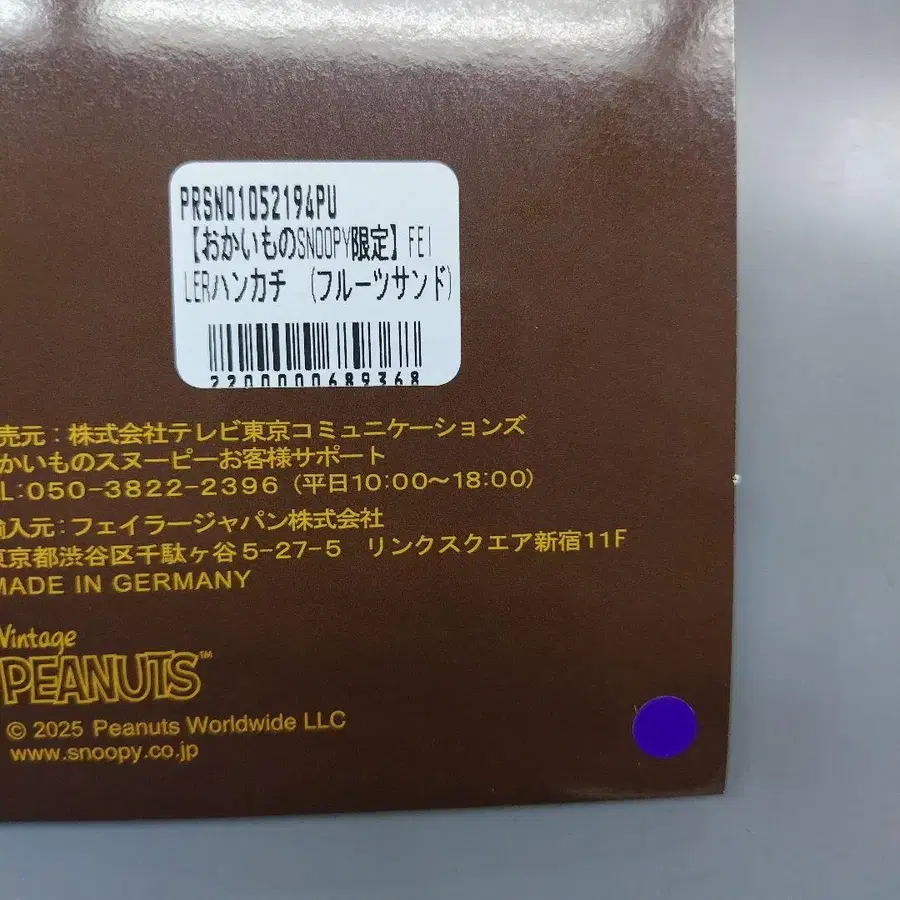 PRSN01052194PU
【おかいものSNOOPY限定】FEI
LERハンカチ （フルーツサンド）
2200000689368
売元：株式会社テレビ東京コミュニケーションズ
かいものスヌーピーお客様サポート
L：050-3822-2396（平日10:00〜18:00）
輸入元：フェイラージャパン株式会社
東京都渋谷区千駄ヶ谷5-27-5 リンクスクエア新宿11F
MADE IN GERMANY
Vintage
PEANUTS™
© 2025 Peanuts Worldwide LLC
www.snoopy.co.jp